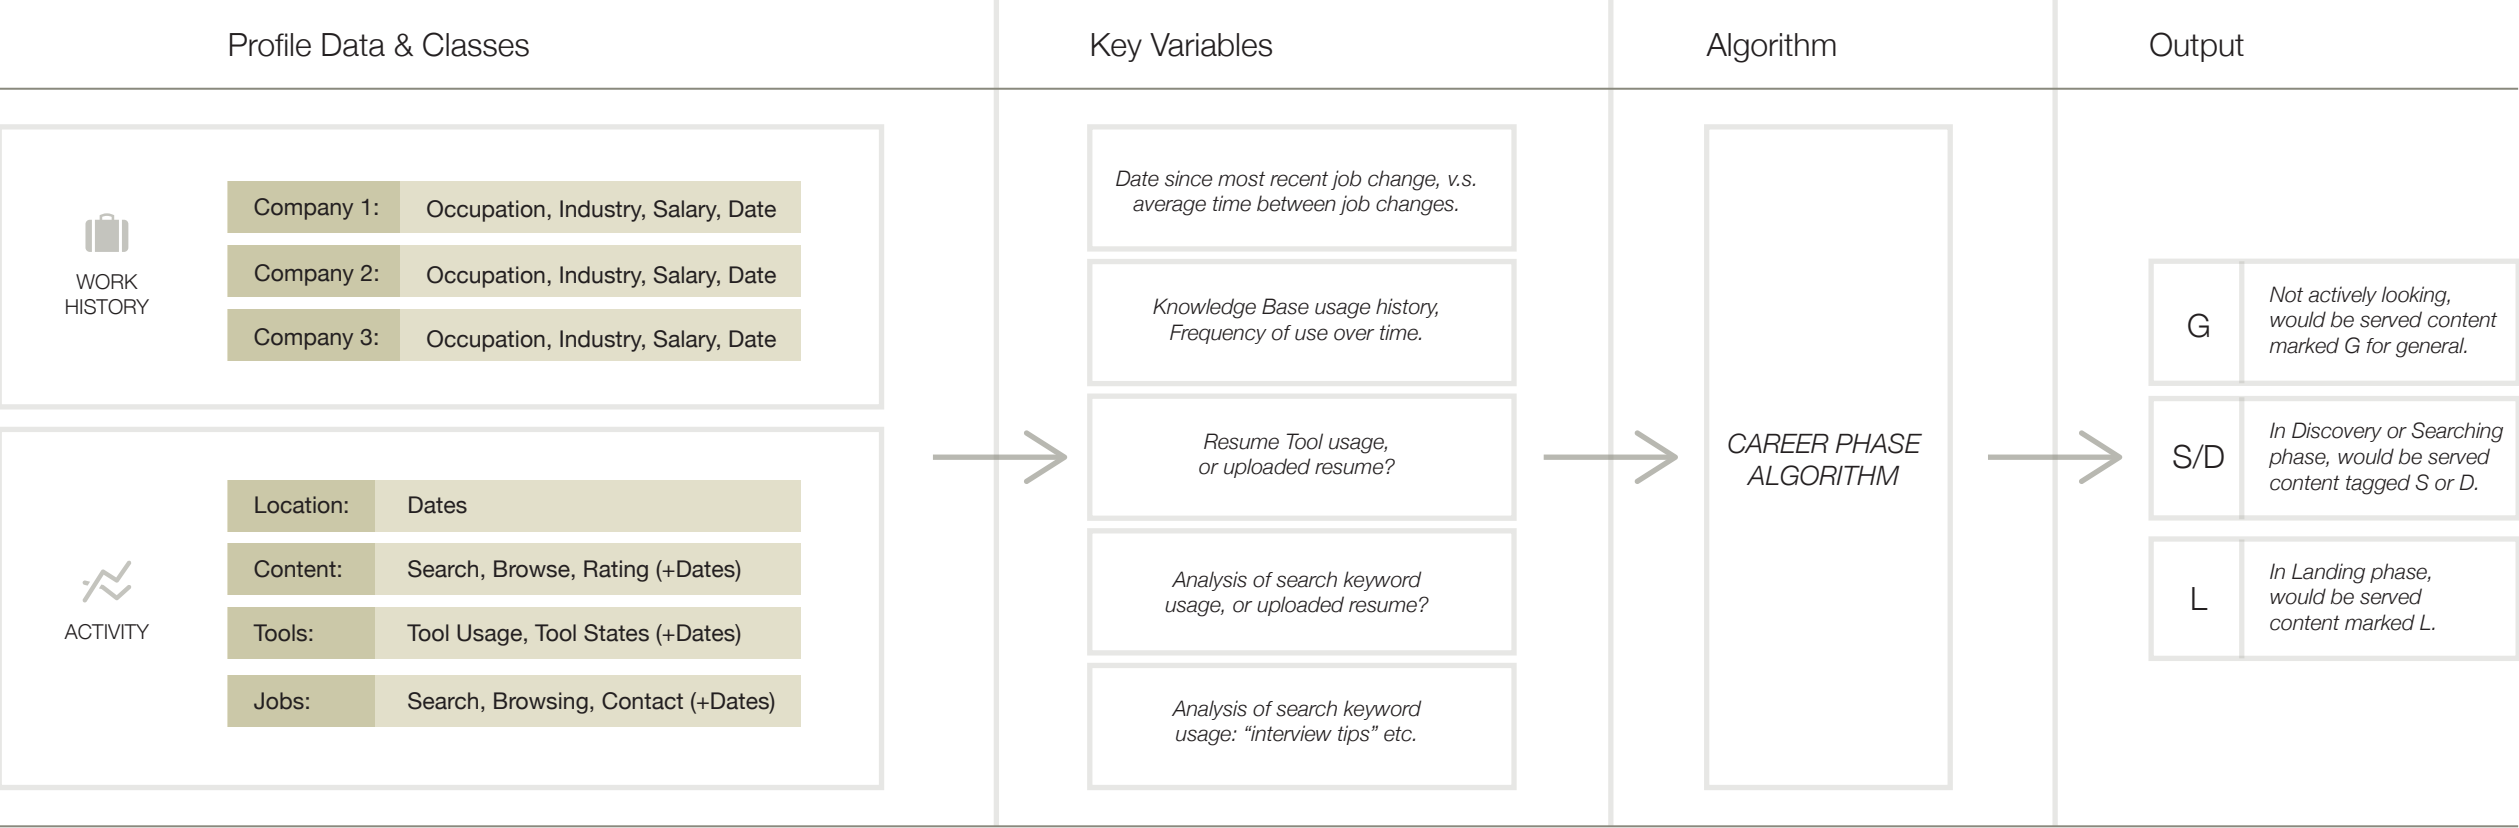 Profile Data & Classes
Key Variables
Algorithm
Output
WORK
HISTORY
Company 1:
Occupation, Industry, Salary, Date
Company 2:
Occupation, Industry, Salary, Date
Company 3:
Occupation, Industry, Salary, Date
ACTIVITY
Location:
Dates
Content:
Search, Browse, Rating (+Dates)
Tools:
Tool Usage, Tool States (+Dates)
Jobs:
Search, Browsing, Contact (+Dates)
Date since most recent job change, v.s.
average time between job changes.
Knowledge Base usage history,
Frequency of use over time.
Resume Tool usage,
or uploaded resume?
Analysis of search keyword
usage, or uploaded resume?
Analysis of search keyword
usage: “interview tips” etc.
CAREER PHASE
ALGORITHM
G
Not actively looking,
would be served content
marked G for general.
S/D
In Discovery or Searching
phase, would be served
content tagged S or D.
L
In Landing phase,
would be served
content marked L.